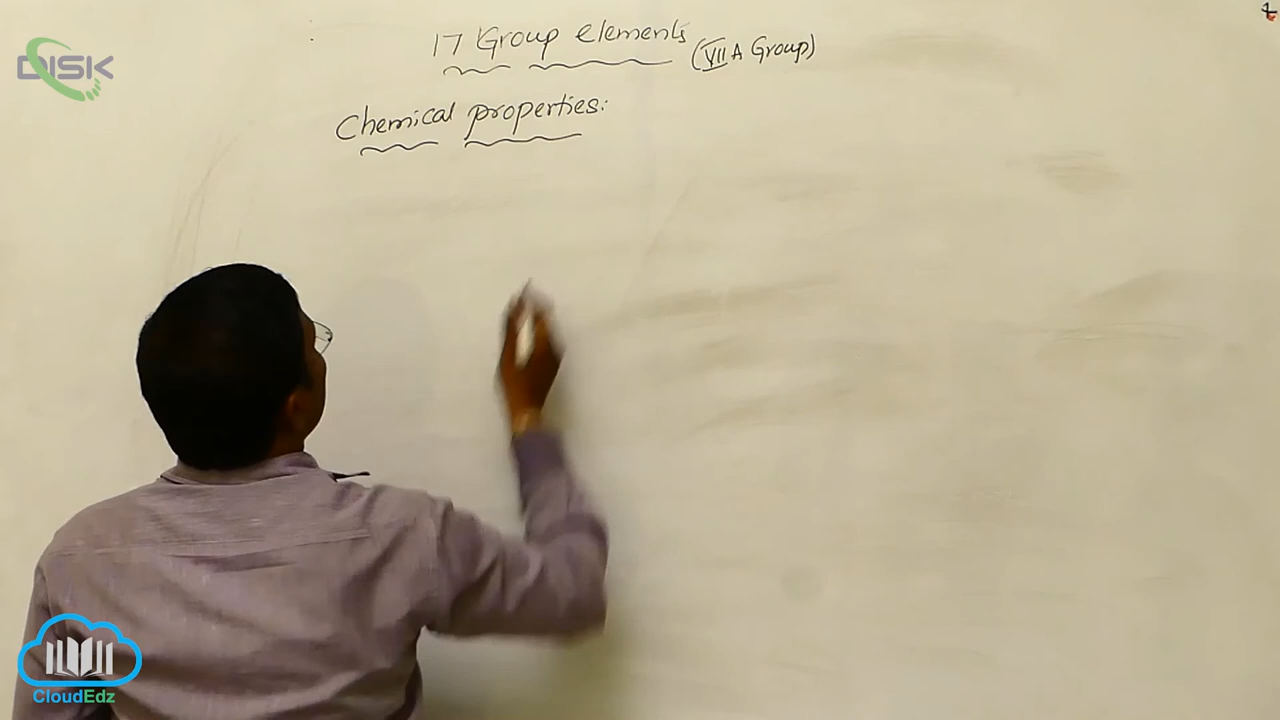 DISK
17 Group elements
(VII A Group)
Chemical properties:
CloudEdz